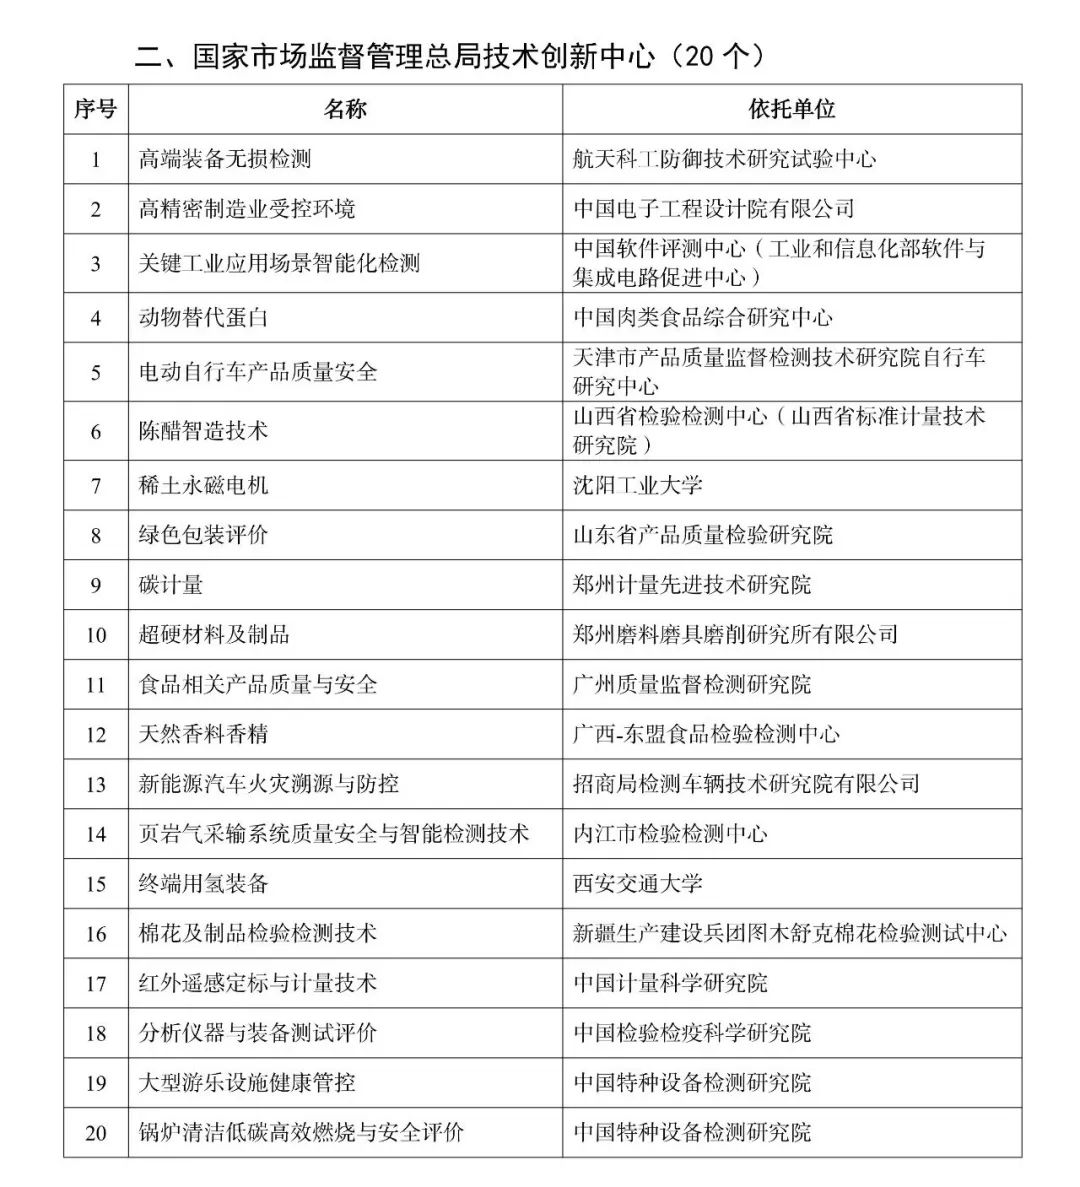 二、国家市场监督管理总局技术创新中心（20 个）
序号 名称 依托单位
1 高端装备无损检测 航天科工防御技术研究试验中心
2 高精密制造业受控环境 中国电子工程设计院有限公司
3 关键工业应用场景智能化检测 中国软件评测中心（工业和信息化部软件与
集成电路促进中心）
4 动物替代蛋白 中国肉类食品综合研究中心
5 电动自行车产品质量安全 天津市产品质量监督检测技术研究院自行车
研究中心
6 陈醋智造技术 山西省检验检测中心（山西省标准计量技术
研究院）
7 稀土永磁电机 沈阳工业大学
8 绿色包装评价 山东省产品质量检验研究院
9 碳计量 郑州计量先进技术研究院
10 超硬材料及制品 郑州磨料磨具磨削研究所有限公司
11 食品相关产品质量与安全 广州质量监督检测研究院
12 天然香料香精 广西-东盟食品检验检测中心
13 新能源汽车火灾溯源与防控 招商局检测车辆技术研究院有限公司
14 页岩气采输系统质量安全与智能检测技术 内江市检验检测中心
15 终端用氢装备 西安交通大学
16 棉花及制品检验检测技术 新疆生产建设兵团图木舒克棉花检验测试中心
17 红外遥感定标与计量技术 中国计量科学研究院
18 分析仪器与装备测试评价 中国检验检疫科学研究院
19 大型游乐设施健康管控 中国特种设备检测研究院
20 锅炉清洁低碳高效燃烧与安全评价 中国特种设备检测研究院